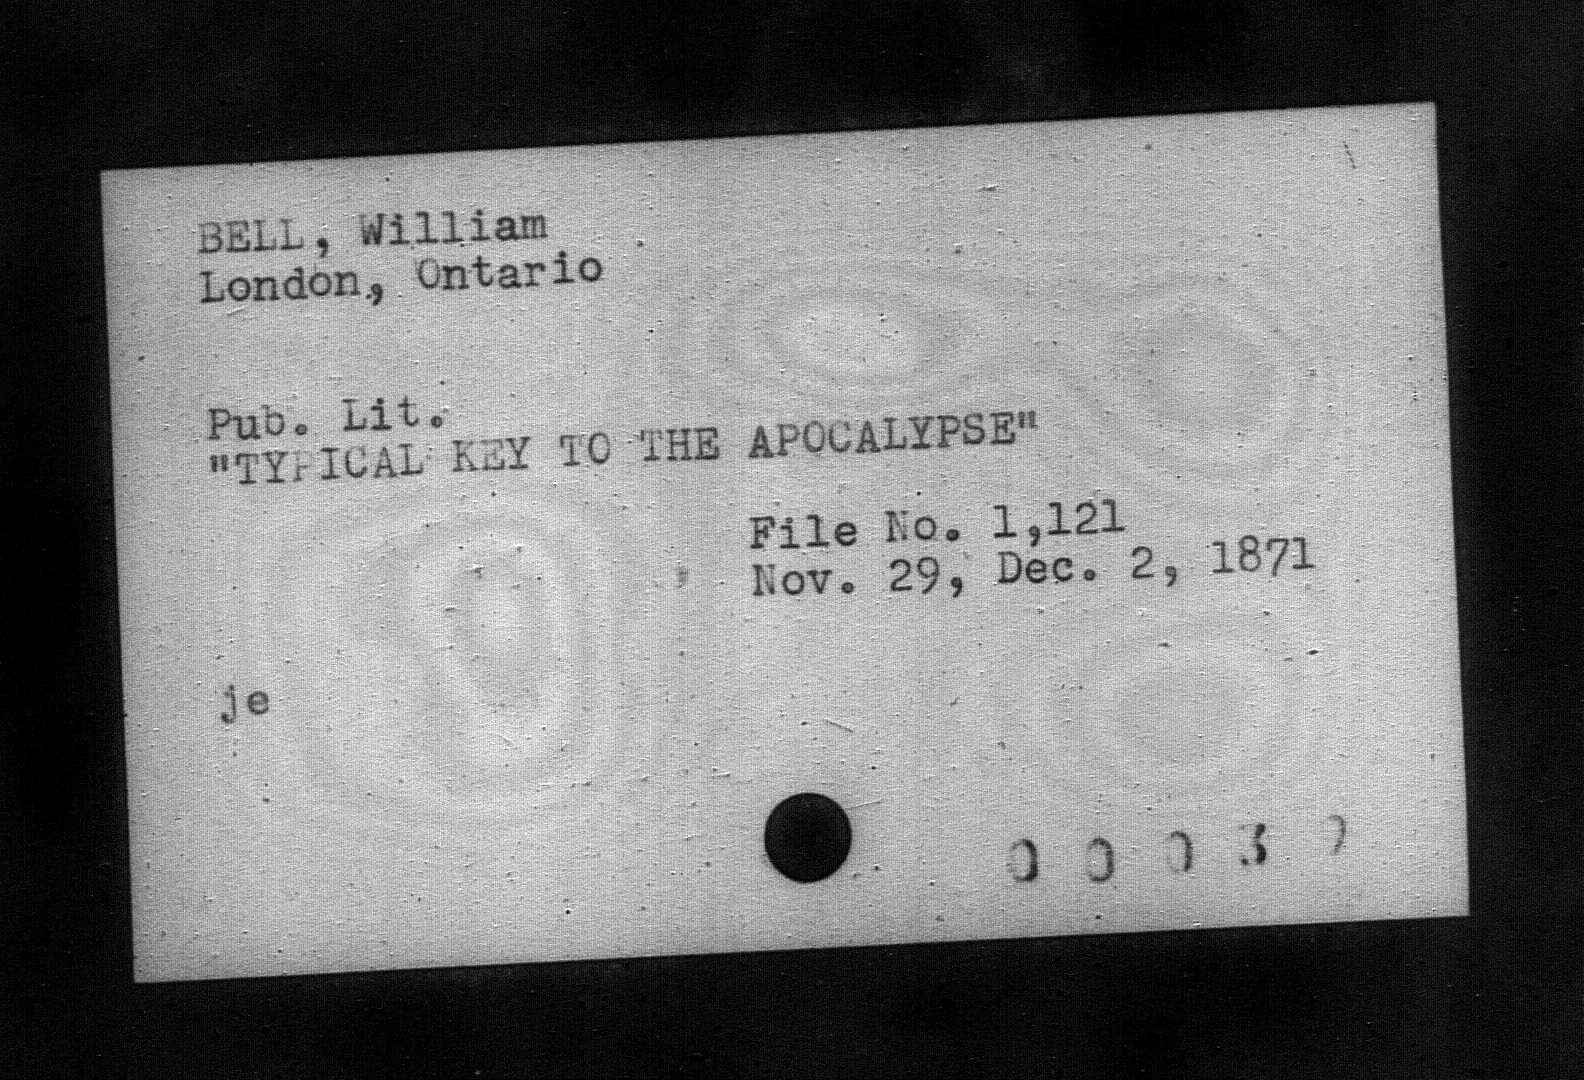 BELL, William
London, Ontario
Pub. Lit.
"TYPICAL KEY TO THE APOCALYPSE"
File No. 1,121
Nov. 29, Dec. 2, 1871
je